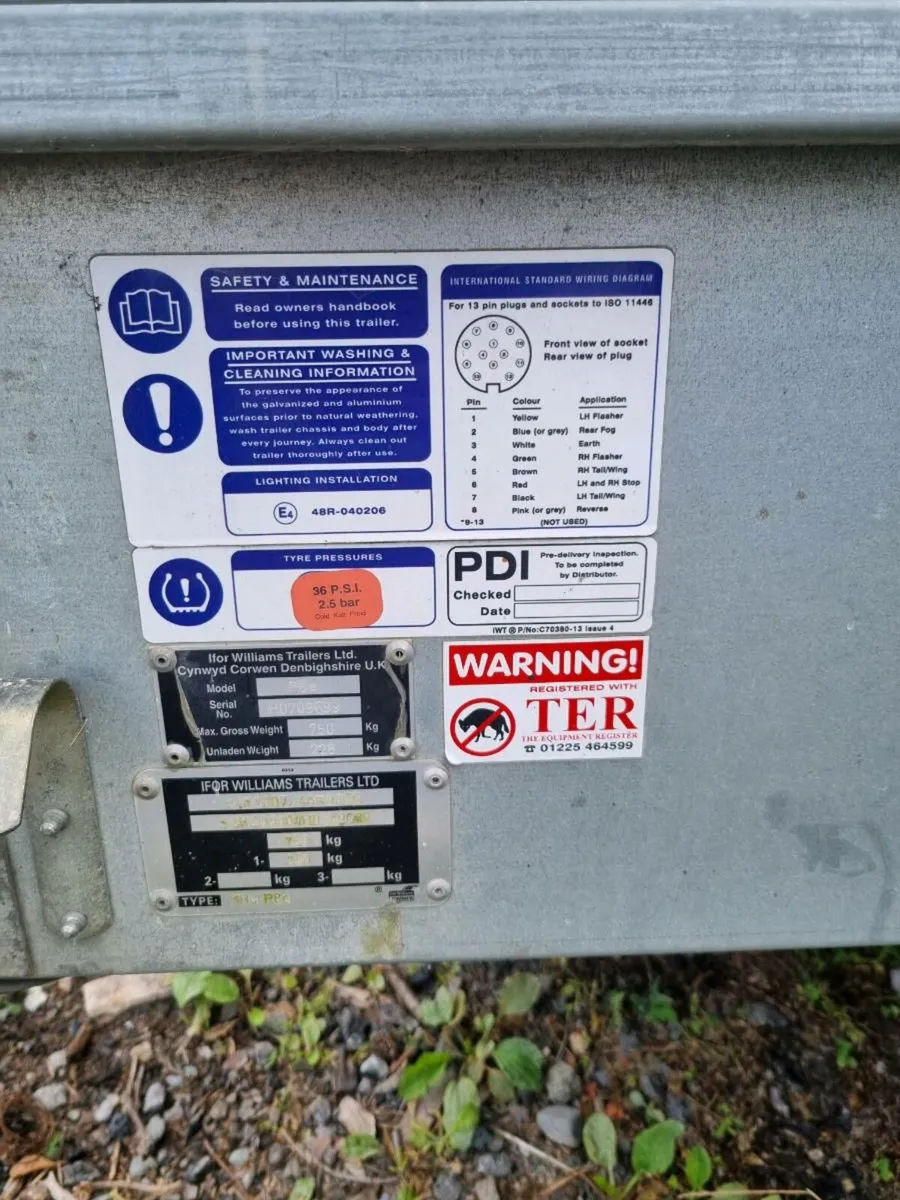 SAFETY & MAINTENANCE
Read owners handbook
before using this trailer.
IMPORTANT WASHING &
CLEANING INFORMATION
To preserve the appearance of
the galvanized and aluminium
surfaces prior to natural weathering,
wash trailer chassis and body after
every journey. Always clean out
trailer thoroughly after use.
LIGHTING INSTALLATION
E4 48R-040206
INTERNATIONAL STANDARD WIRING DIAGRAM
For 13 pin plugs and sockets to ISO 11446
Front view of socket
Rear view of plug
Pin Colour Application
1 Yellow LH Flasher
2 Blue (or grey) Rear Fog
3 White Earth
4 Green RH Flasher
5 Brown RH Tail/Wing
6 Red LH and RH Stop
7 Black LH Tail/Wing
8 Pink (or grey) Reverse
*9-13 (NOT USED)
TYRE PRESSURES
36 P.S.I.
2.5 bar
PDI
Pre-delivery inspection.
To be completed
by Distributor.
Checked
Date
IWT ® P/No:C70380-13 Issue 4
Ifor Williams Trailers Ltd.
Cynwyd Corwen Denbighshire U.K
Model
Serial
No.
Max. Gross Weight 750 Kg
Unladen Weight Kg
WARNING!
REGISTERED WITH
TER
THE EQUIPMENT REGISTER
☎ 01225 464599
IFOR WILLIAMS TRAILERS LTD
kg
1- kg
2- kg 3- kg
TYPE:
®